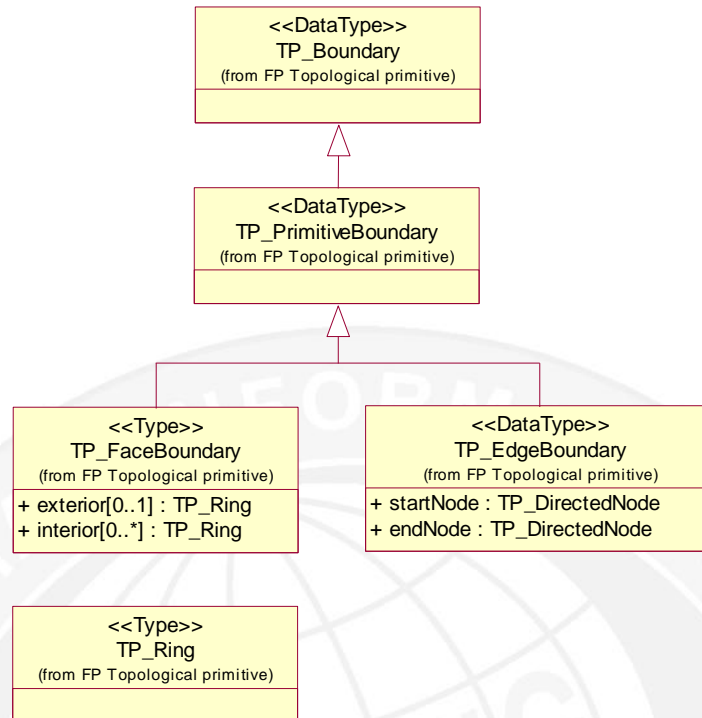 <<DataType>>
TP_Boundary
(from FP Topological primitive)
<<DataType>>
TP_PrimitiveBoundary
(from FP Topological primitive)
<<Type>>
TP_FaceBoundary
(from FP Topological primitive)
+ exterior[0..1] : TP_Ring
+ interior[0..*] : TP_Ring
<<DataType>>
TP_EdgeBoundary
(from FP Topological primitive)
+ startNode : TP_DirectedNode
+ endNode : TP_DirectedNode
<<Type>>
TP_Ring
(from FP Topological primitive)